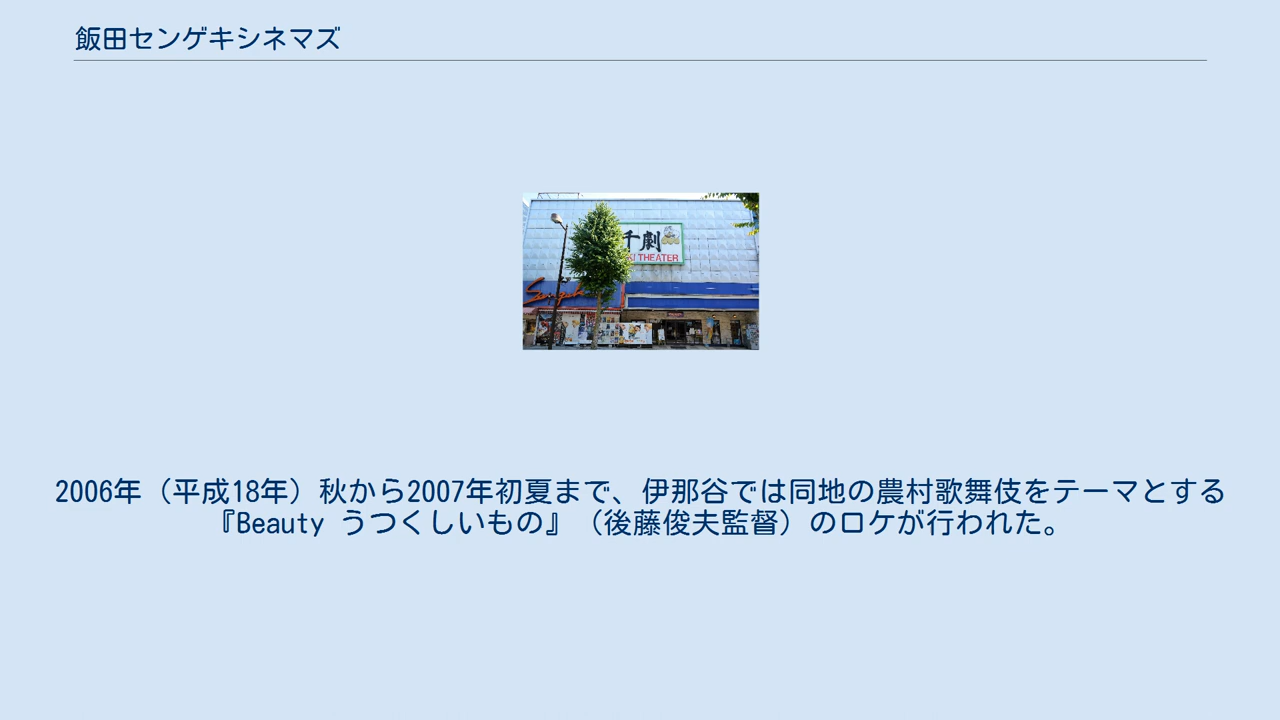 飯田センゲキシネマズ
千劇
THEATER
2006年（平成18年）秋から2007年初夏まで、伊那谷では同地の農村歌舞伎をテーマとする
『Beauty うつくしいもの』（後藤俊夫監督）のロケが行われた。